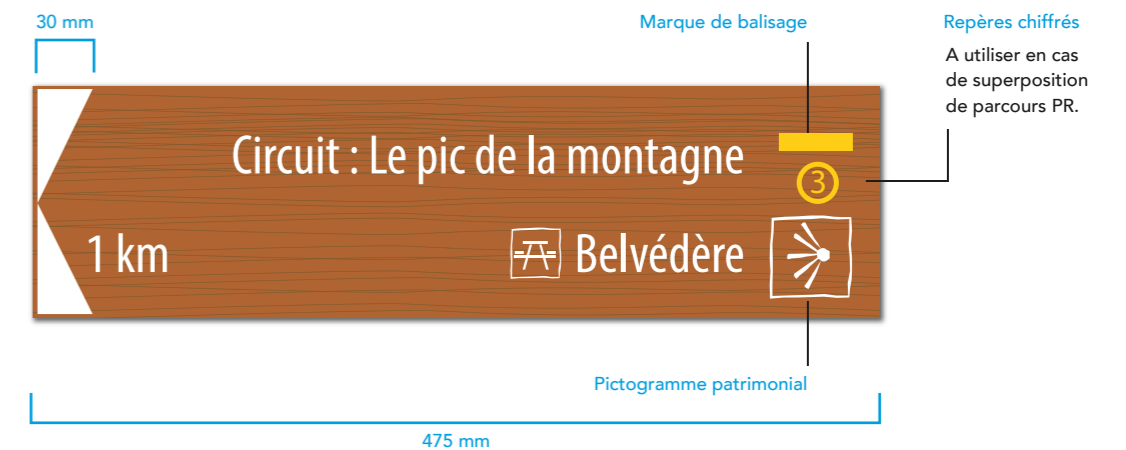 30 mm
Marque de balisage
Repères chiffrés
A utiliser en cas
de superposition
de parcours PR.
Circuit : Le pic de la montagne
3
1 km
Belvédère
Pictogramme patrimonial
475 mm